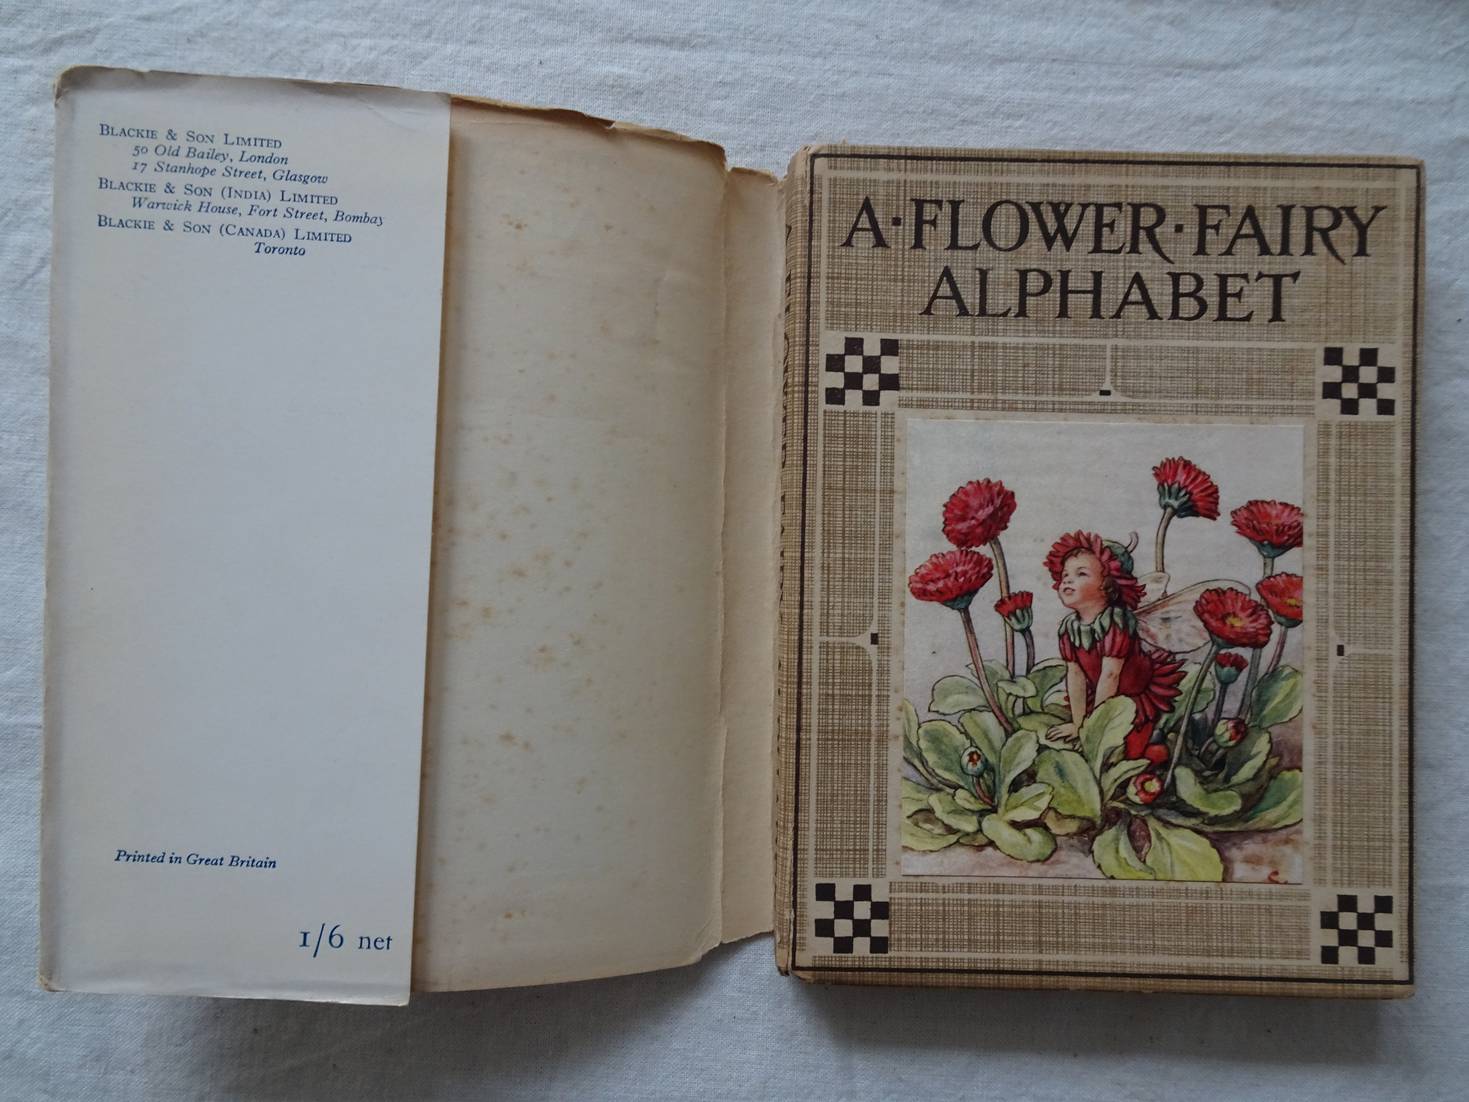 BLACKIE & SON LIMITED
50 Old Bailey, London
17 Stanhope Street, Glasgow
BLACKIE & SON (INDIA) LIMITED
Warwick House, Fort Street, Bombay
BLACKIE & SON (CANADA) LIMITED
Toronto
Printed in Great Britain
1/6 net
A·FLOWER·FAIRY
ALPHABET